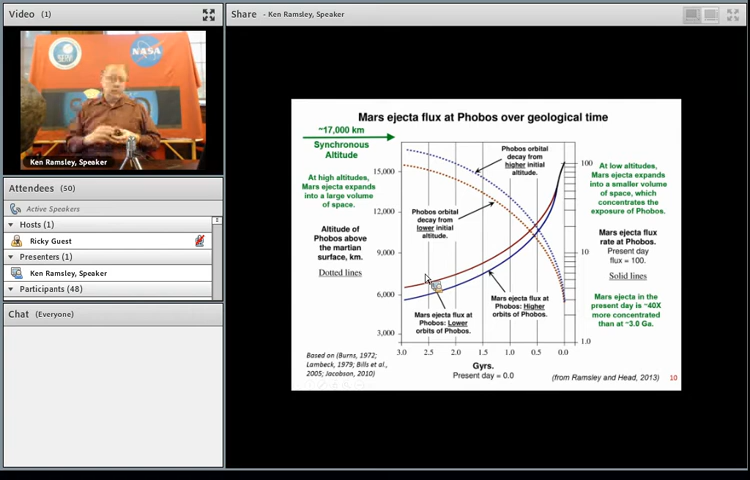 Video (1)
SERVI
NASA
Ken Ramsley, Speaker
Attendees (50)
Active Speakers
Hosts (1)
Ricky Guest
Presenters (1)
Ken Ramsley, Speaker
Participants (48)
Chat (Everyone)
Share - Ken Ramsley, Speaker
Mars ejecta flux at Phobos over geological time
~17,000 km
Synchronous
Altitude
At high altitudes,
Mars ejecta expands
into a large volume
of space.
Altitude of
Phobos above
the martian
surface, km.
Dotted lines
15,000
12,000
9,000
6,000
3,000
Phobos orbital
decay from
higher initial
altitude.
Phobos orbital
decay from
lower initial
altitude.
Mars ejecta flux at
Phobos: Lower
orbits of Phobos.
Mars ejecta flux at
Phobos: Higher
orbits of Phobos.
100
10
1.0
At low altitudes,
Mars ejecta expands
into a smaller volume
of space, which
concentrates the
exposure of Phobos.
Mars ejecta flux
rate at Phobos.
Present day
flux = 100.
Solid lines
Mars ejecta in the
present day is ~40X
more concentrated
than at ~3.0 Ga.
3.0 2.5 2.0 1.5 1.0 0.5 0.0
Gyrs.
Present day = 0.0
Based on (Burns, 1972;
Lambeck, 1979; Bills et al.,
2005; Jacobson, 2010)
(from Ramsley and Head, 2013) 10